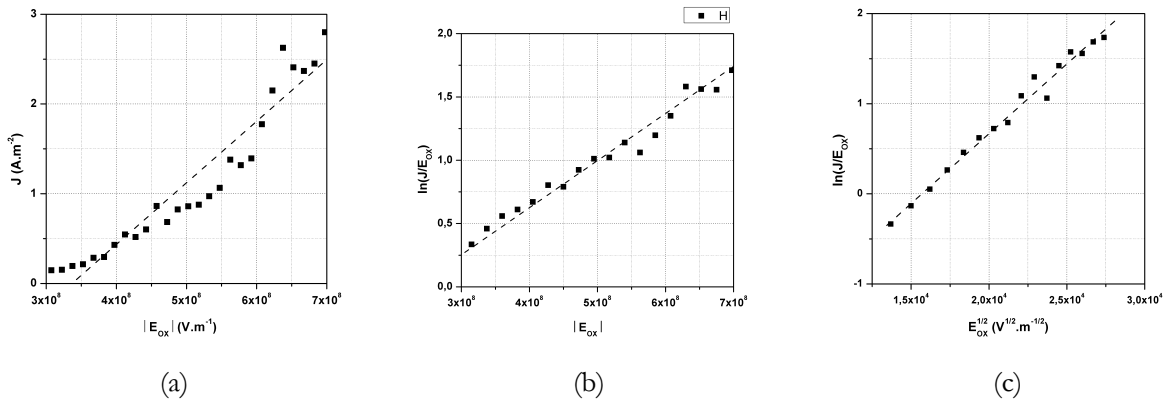 3
2
1
0
J (A.m⁻²)
3x10⁸ 4x10⁸ 5x10⁸ 6x10⁸ 7x10⁸
|E_OX| (V.m⁻¹)
(a)
H
2,0
1,5
1,0
0,5
0,0
ln(J/E_OX)
3x10⁸ 4x10⁸ 5x10⁸ 6x10⁸ 7x10⁸
|E_OX|
(b)
2
1
0
-1
ln(J/E_OX)
1,5x10⁴ 2,0x10⁴ 2,5x10⁴ 3,0x10⁴
E_OX^1/2 (V^1/2.m^-1/2)
(c)